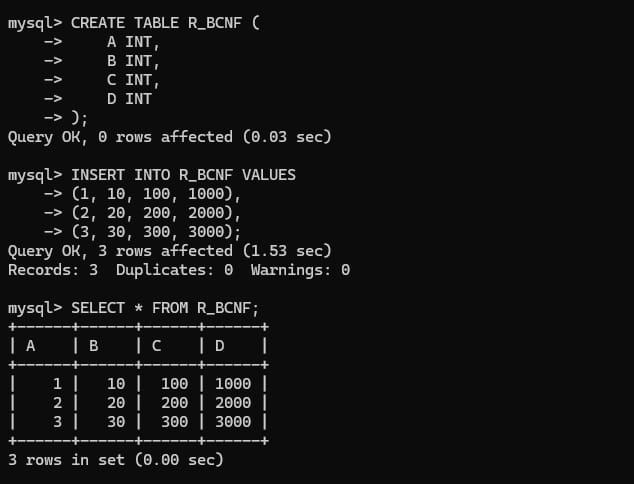 mysql> CREATE TABLE R_BCNF (
    ->     A INT,
    ->     B INT,
    ->     C INT,
    ->     D INT
    -> );
Query OK, 0 rows affected (0.03 sec)

mysql> INSERT INTO R_BCNF VALUES
    -> (1, 10, 100, 1000),
    -> (2, 20, 200, 2000),
    -> (3, 30, 300, 3000);
Query OK, 3 rows affected (1.53 sec)
Records: 3  Duplicates: 0  Warnings: 0

mysql> SELECT * FROM R_BCNF;
+------+------+------+------+
| A    | B    | C    | D    |
+------+------+------+------+
|    1 |   10 |  100 | 1000 |
|    2 |   20 |  200 | 2000 |
|    3 |   30 |  300 | 3000 |
+------+------+------+------+
3 rows in set (0.00 sec)